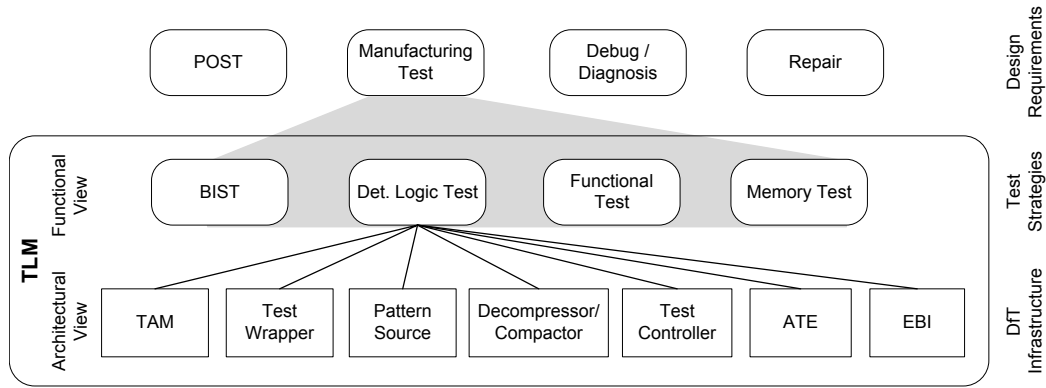 POST
Manufacturing
Test
Debug /
Diagnosis
Repair
Design
Requirements
TLM
Functional
View
BIST
Det. Logic Test
Functional
Test
Memory Test
Test
Strategies
Architectural
View
TAM
Test
Wrapper
Pattern
Source
Decompressor/
Compactor
Test
Controller
ATE
EBI
DfT
Infrastructure